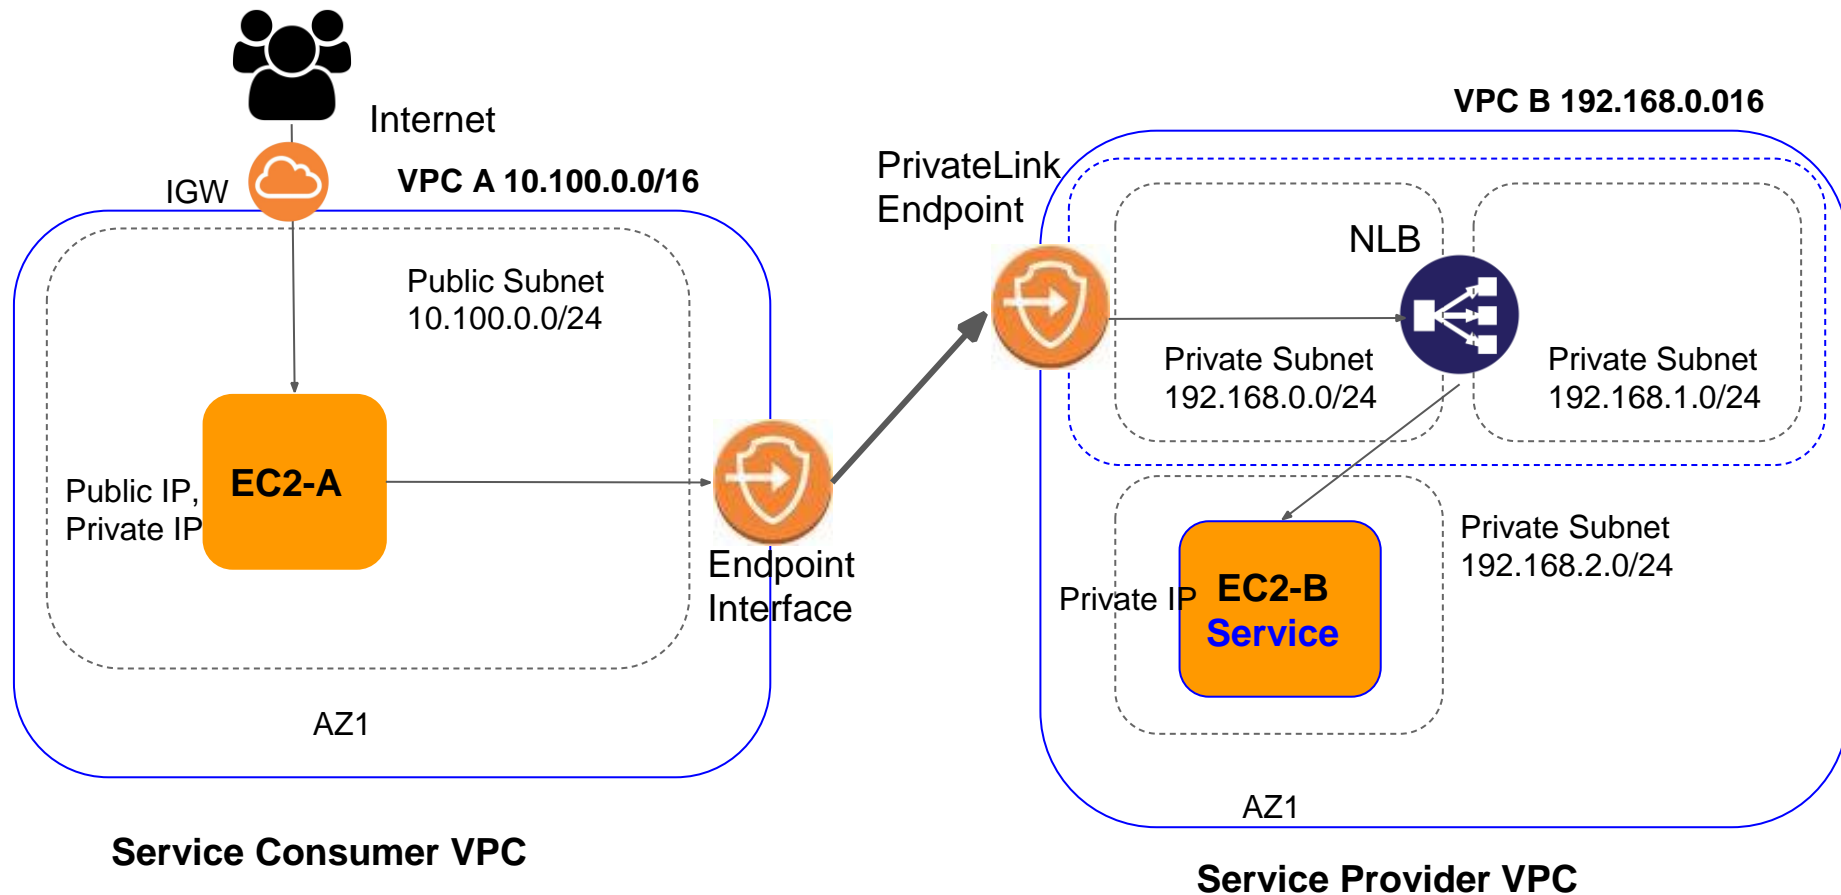 Internet
IGW
VPC A 10.100.0.0/16
Public Subnet
10.100.0.0/24
EC2-A
Public IP,
Private IP
Endpoint
Interface
AZ1
Service Consumer VPC
VPC B 192.168.0.016
PrivateLink
Endpoint
NLB
Private Subnet
192.168.0.0/24
Private Subnet
192.168.1.0/24
Private Subnet
192.168.2.0/24
Private IP
EC2-B
Service
AZ1
Service Provider VPC